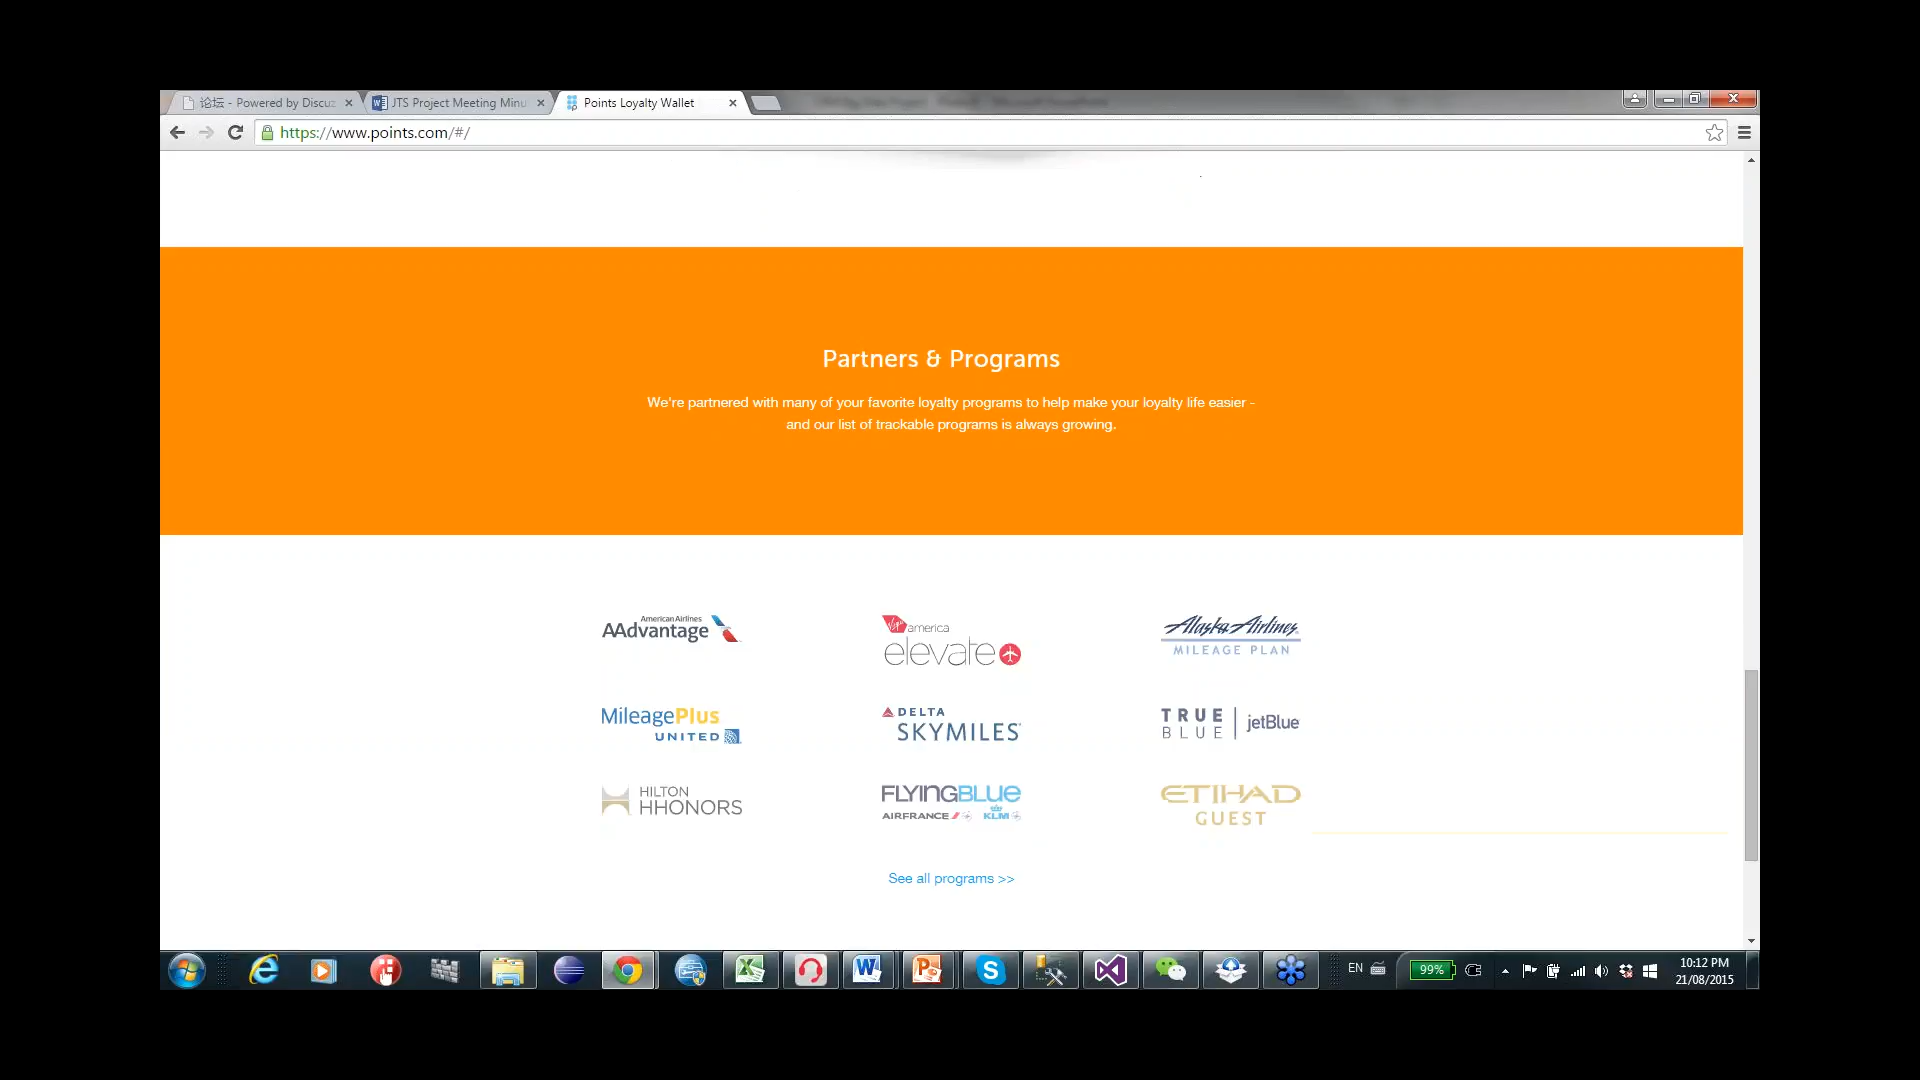 论坛 - Powered by Discuz
JTS Project Meeting Minu
Points Loyalty Wallet
https://www.points.com/#/
Partners & Programs
We're partnered with many of your favorite loyalty programs to help make your loyalty life easier -
and our list of trackable programs is always growing.
American Airlines
AAdvantage
Virgin america
elevate
Alaska Airlines
MILEAGE PLAN
MileagePlus
UNITED
DELTA
SKYMILES
TRUE
BLUE
jetBlue
HILTON
HHONORS
FLYINGBLUE
AIRFRANCE KLM
ETIHAD
GUEST
See all programs >>
EN
99%
10:12 PM
21/08/2015